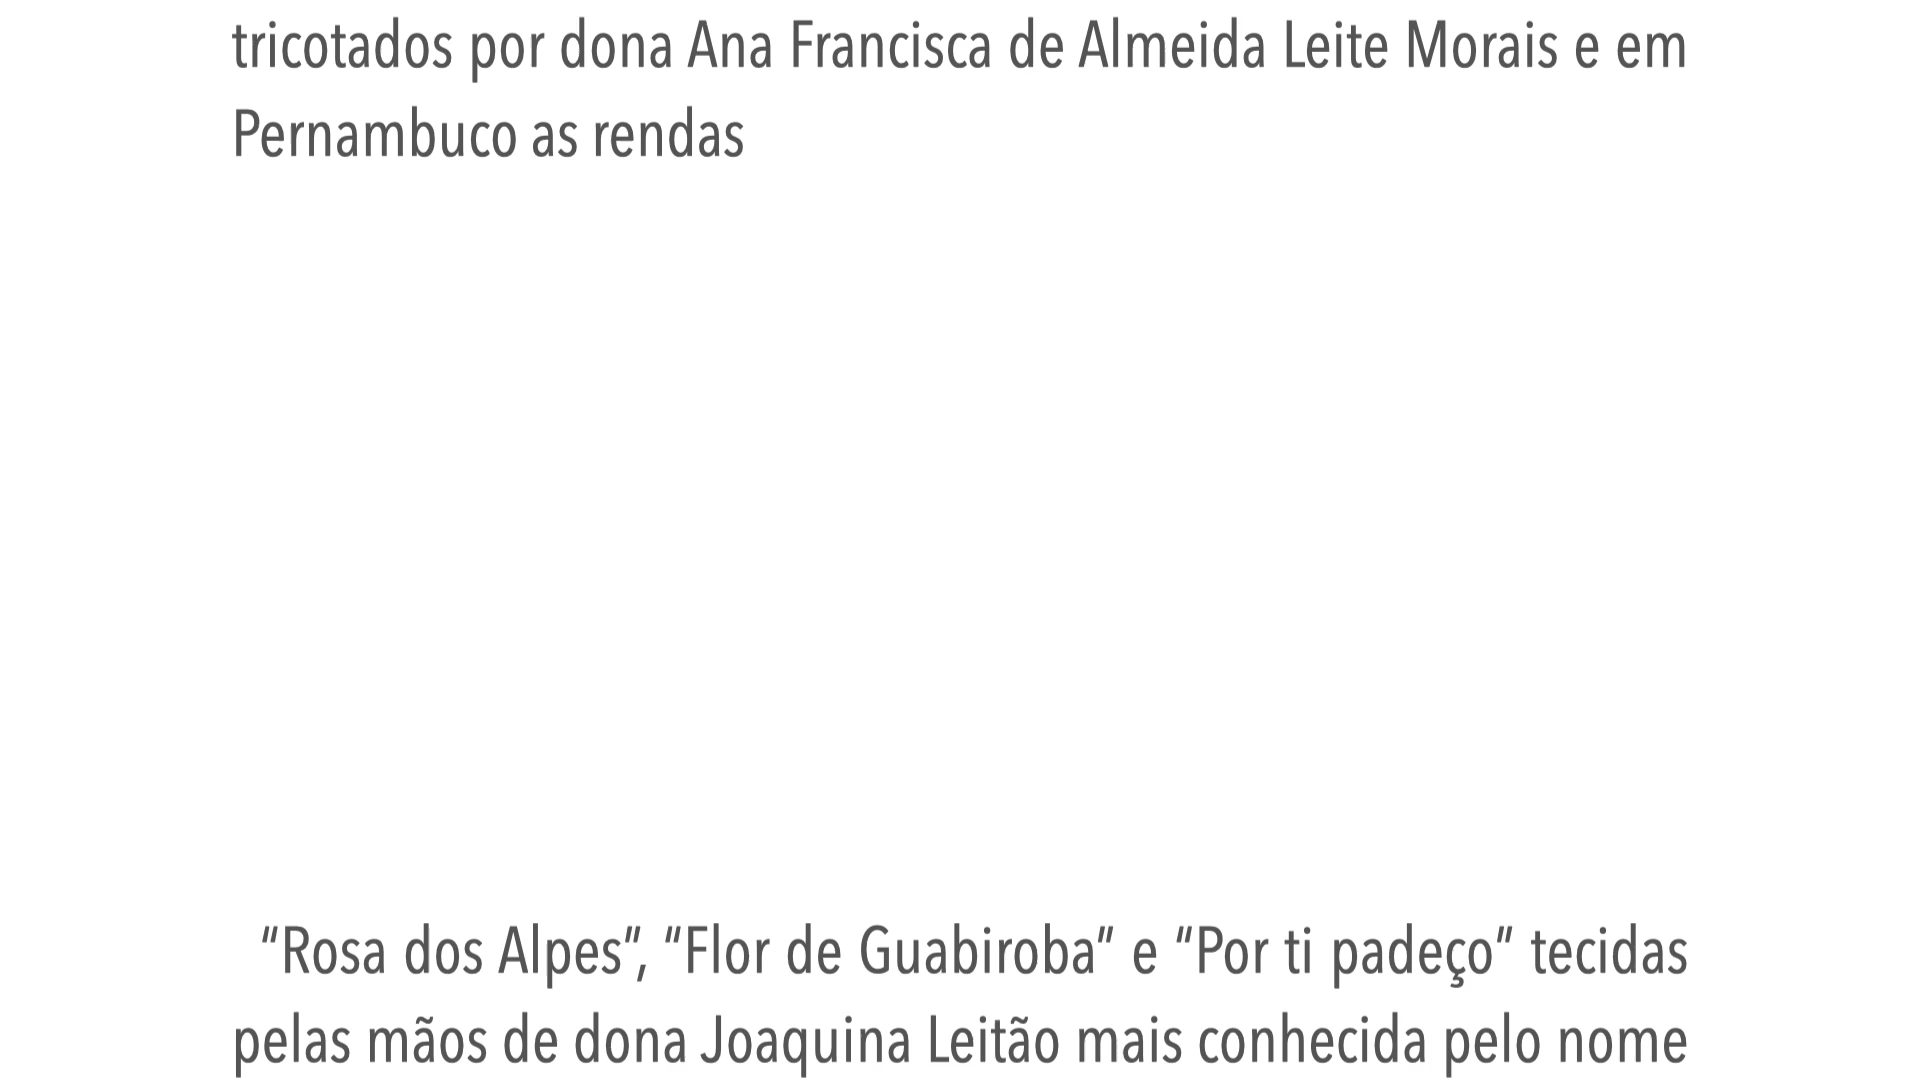 tricotados por dona Ana Francisca de Almeida Leite Morais e em
Pernambuco as rendas
“Rosa dos Alpes”, “Flor de Guabiroba” e “Por ti padeço” tecidas
pelas mãos de dona Joaquina Leitão mais conhecida pelo nome